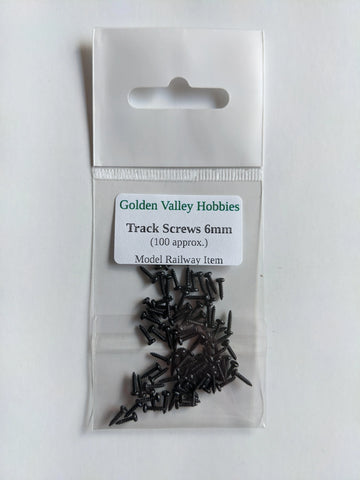 Golden Valley Hobbies
Track Screws 6mm
(100 approx.)
Model Railway Item